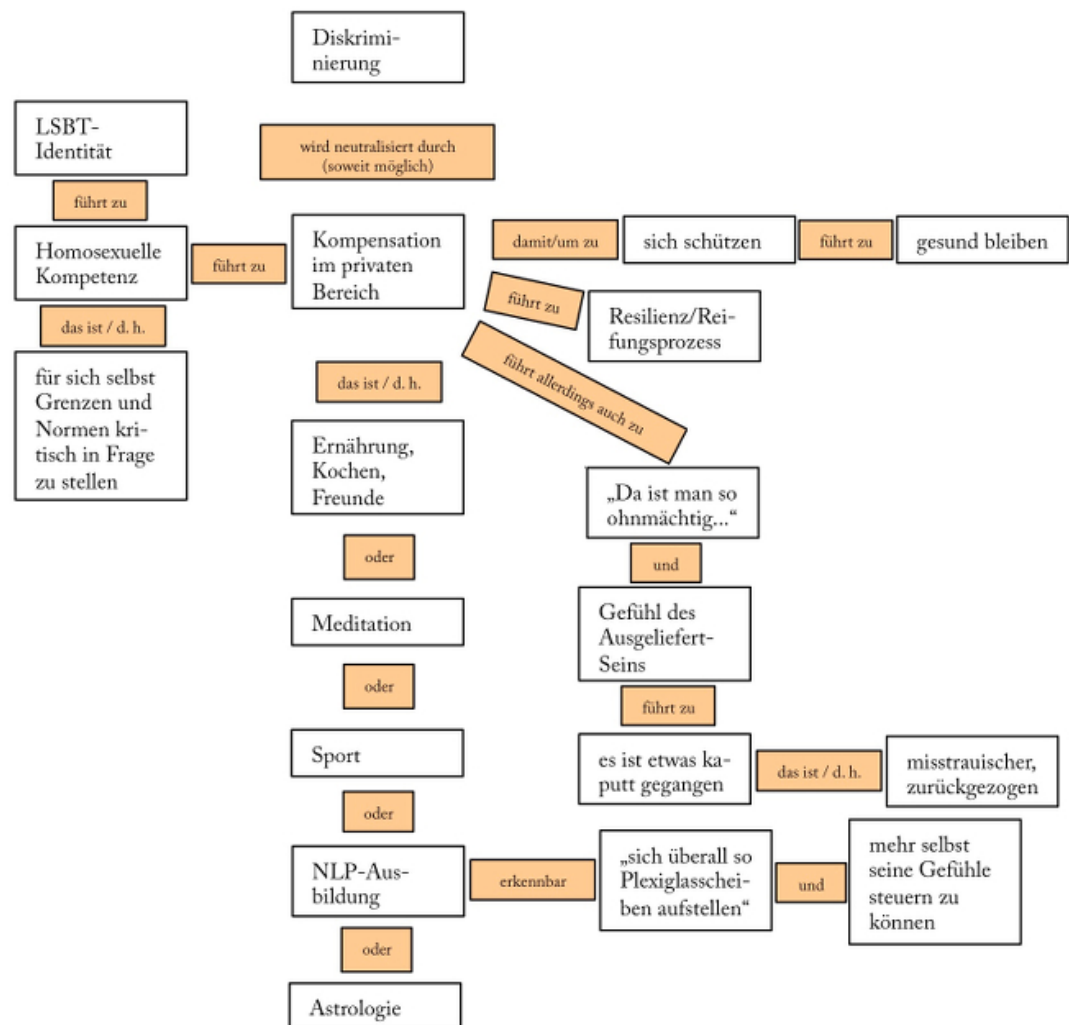 Diskrimi-
nierung
LSBT-
Identität
wird neutralisiert durch
(soweit möglich)
führt zu
Homosexuelle
Kompetenz
führt zu
Kompensation
im privaten
Bereich
damit/um zu
sich schützen
führt zu
gesund bleiben
führt zu
Resilienz/Rei-
fungsprozess
das ist / d. h.
führt allerdings auch zu
für sich selbst
Grenzen und
Normen kri-
tisch in Frage
zu stellen
das ist / d. h.
Ernährung,
Kochen,
Freunde
„Da ist man so
ohnmächtig...“
oder
und
Meditation
Gefühl des
Ausgeliefert-
Seins
oder
führt zu
Sport
es ist etwas ka-
putt gegangen
das ist / d. h.
misstrauischer,
zurückgezogen
oder
NLP-Aus-
bildung
erkennbar
„sich überall so
Plexiglasschei-
ben aufstellen“
und
mehr selbst
seine Gefühle
steuern zu
können
oder
Astrologie